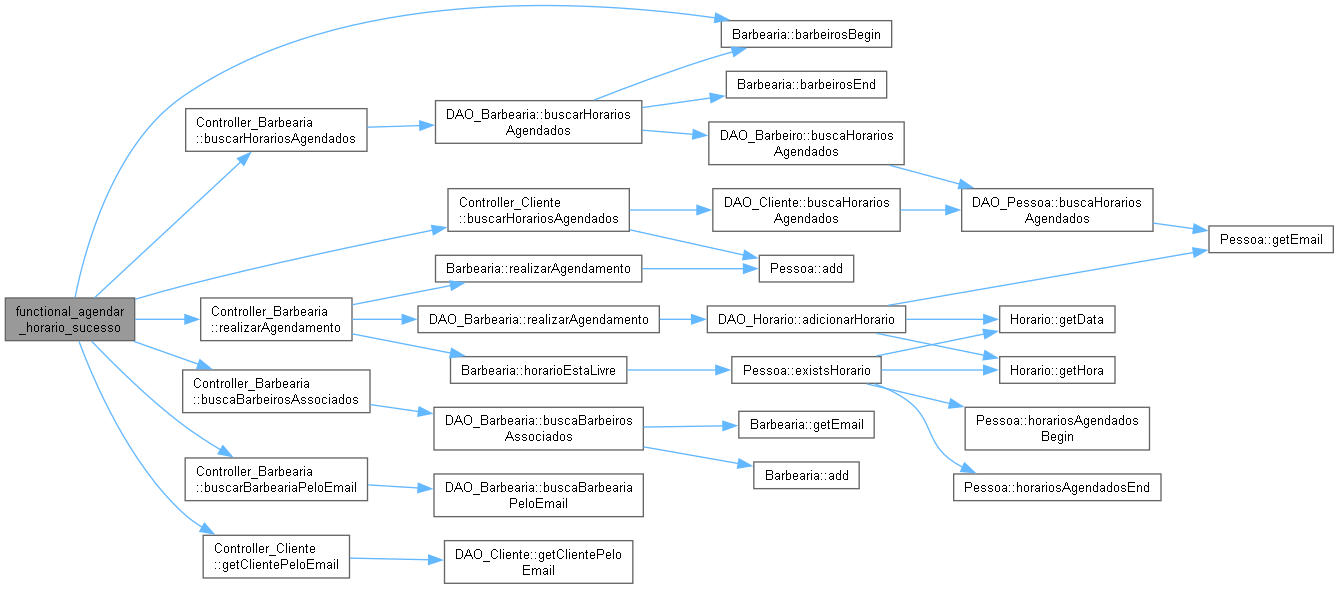 functional_agendar
_horario_sucesso
Barbearia::barbeirosBegin
Controller_Barbearia
::buscarHorariosAgendados
DAO_Barbearia::buscarHorarios
Agendados
Barbearia::barbeirosEnd
DAO_Barbeiro::buscaHorarios
Agendados
DAO_Pessoa::buscaHorarios
Agendados
Pessoa::getEmail
Controller_Cliente
::buscarHorariosAgendados
DAO_Cliente::buscaHorarios
Agendados
Pessoa::add
Controller_Barbearia
::realizarAgendamento
Barbearia::realizarAgendamento
DAO_Barbearia::realizarAgendamento
DAO_Horario::adicionarHorario
Horario::getData
Horario::getHora
Barbearia::horarioEstaLivre
Pessoa::existsHorario
Pessoa::horariosAgendados
Begin
Pessoa::horariosAgendadosEnd
Controller_Barbearia
::buscaBarbeirosAssociados
DAO_Barbearia::buscaBarbeiros
Associados
Barbearia::getEmail
Barbearia::add
Controller_Barbearia
::buscarBarbeariaPeloEmail
DAO_Barbearia::buscaBarbearia
PeloEmail
Controller_Cliente
::getClientePeloEmail
DAO_Cliente::getClientePelo
Email